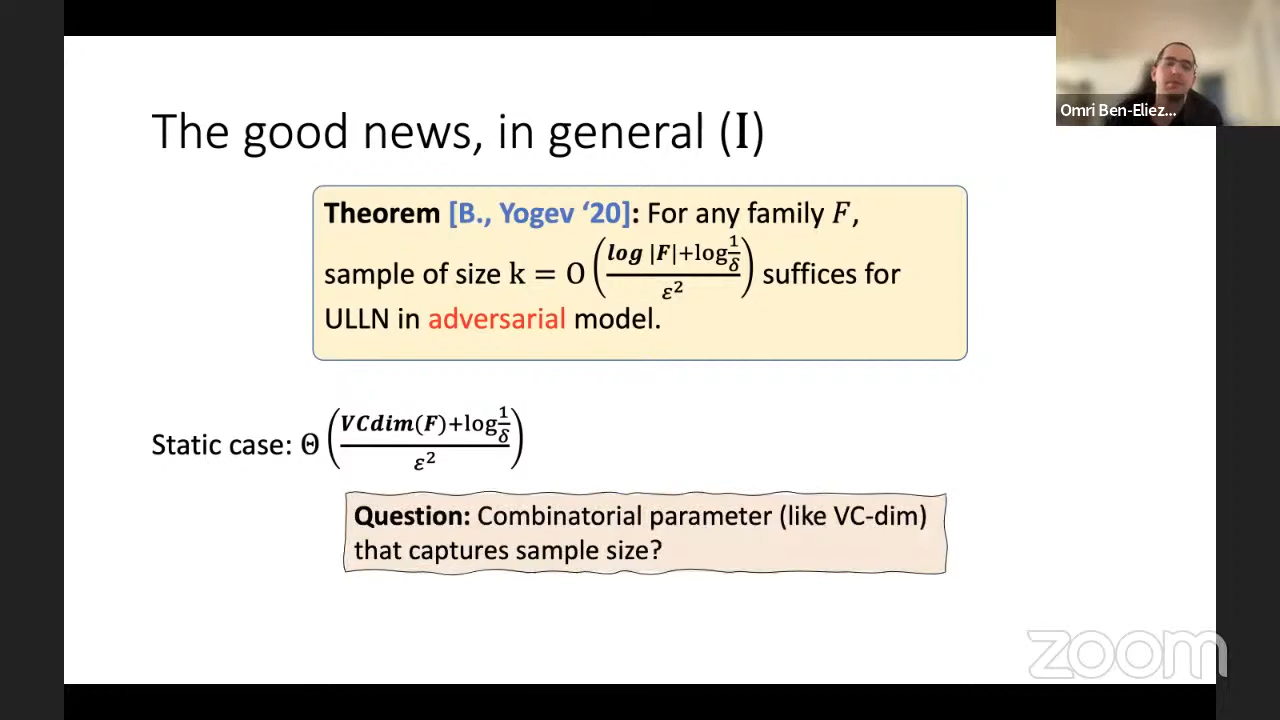 Omri Ben-Eliez...
The good news, in general (I)
Theorem [B., Yogev ‘20]: For any family F,
sample of size k = O (log |F|+log 1/δ / ε²) suffices for
ULLN in adversarial model.
Static case: Θ (VCdim(F)+log 1/δ / ε²)
Question: Combinatorial parameter (like VC-dim)
that captures sample size?
zoom